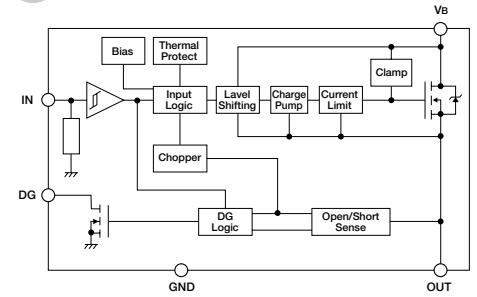 VB
Bias
Thermal
Protect
Clamp
IN
Input
Logic
Lavel
Shifting
Charge
Pump
Current
Limit
Chopper
DG
DG
Logic
Open/Short
Sense
GND
OUT